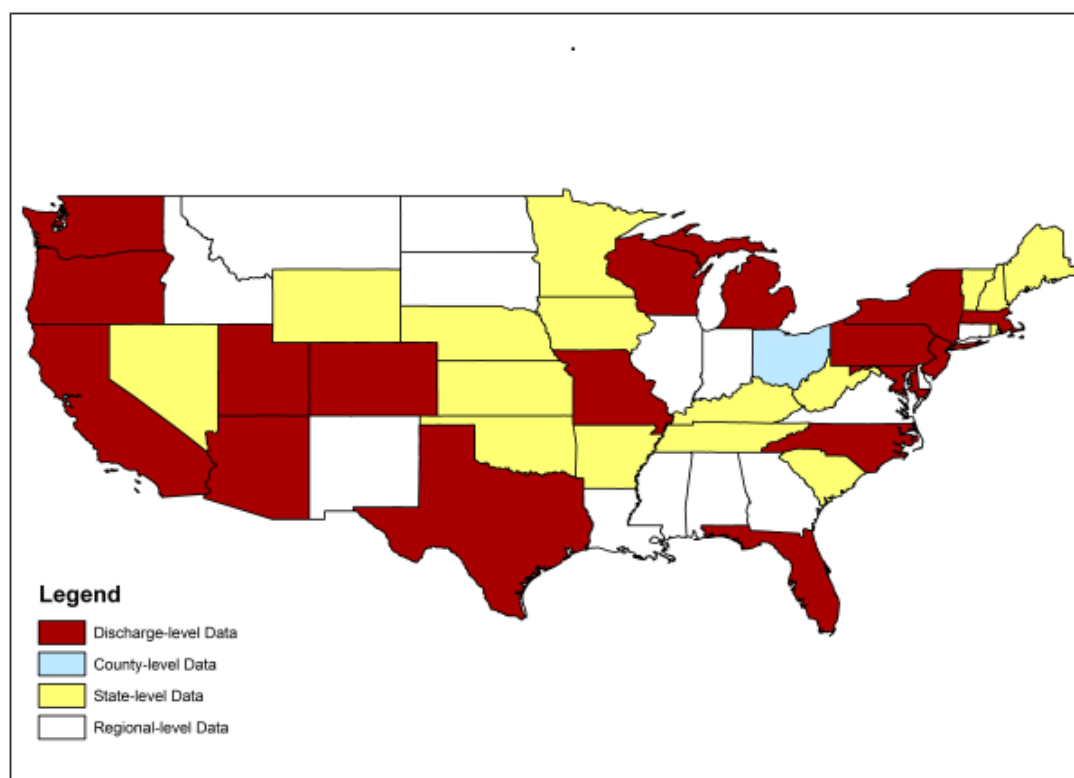 Legend
Discharge-level Data
County-level Data
State-level Data
Regional-level Data